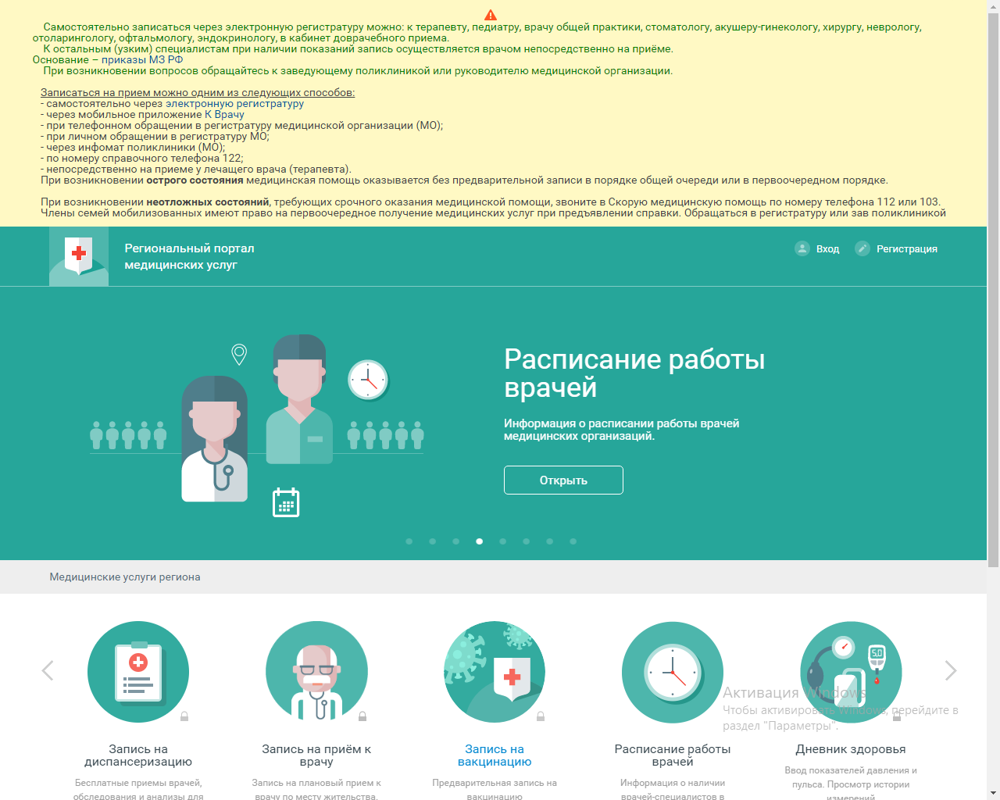 Самостоятельно записаться через электронную регистратуру можно: к терапевту, педиатру, врачу общей практики, стоматологу, акушеру-гинекологу, хирургу, неврологу,
отоларингологу, офтальмологу, эндокринологу, в кабинет доврачебного приема.
К остальным (узким) специалистам при наличии показаний запись осуществляется врачом непосредственно на приёме.
Основание – приказы МЗ РФ
При возникновении вопросов обращайтесь к заведующему поликлиникой или руководителю медицинской организации.
Записаться на прием можно одним из следующих способов:
- самостоятельно через электронную регистратуру
- через мобильное приложение К Врачу
- при телефонном обращении в регистратуру медицинской организации (МО);
- при личном обращении в регистратуру МО;
- через инфомат поликлиники (МО);
- по номеру справочного телефона 122;
- непосредственно на приеме у лечащего врача (терапевта).
При возникновении острого состояния медицинская помощь оказывается без предварительной записи в порядке общей очереди или в первоочередном порядке.
При возникновении неотложных состояний, требующих срочного оказания медицинской помощи, звоните в Скорую медицинскую помощь по номеру телефона 112 или 103.
Члены семей мобилизованных имеют право на первоочередное получение медицинских услуг при предъявлении справки. Обращаться в регистратуру или зав поликлиникой
Региональный портал
медицинских услуг
Вход
Регистрация
Расписание работы
врачей
Информация о расписании работы врачей
медицинских организаций.
Открыть
Медицинские услуги региона
5,0
Активация Windows
Чтобы активировать Windows, перейдите в
раздел "Параметры".
Запись на
диспансеризацию
Бесплатные приемы врачей,
обследования и анализы для
Запись на приём к
врачу
Запись на плановый прием к
врачу по месту жительства.
Запись на
вакцинацию
Предварительная запись на
вакцинацию
Расписание работы
врачей
Информация о наличии
врачей-специалистов в
Дневник здоровья
Ввод показателей давления и
пульса. Просмотр истории
измерений.